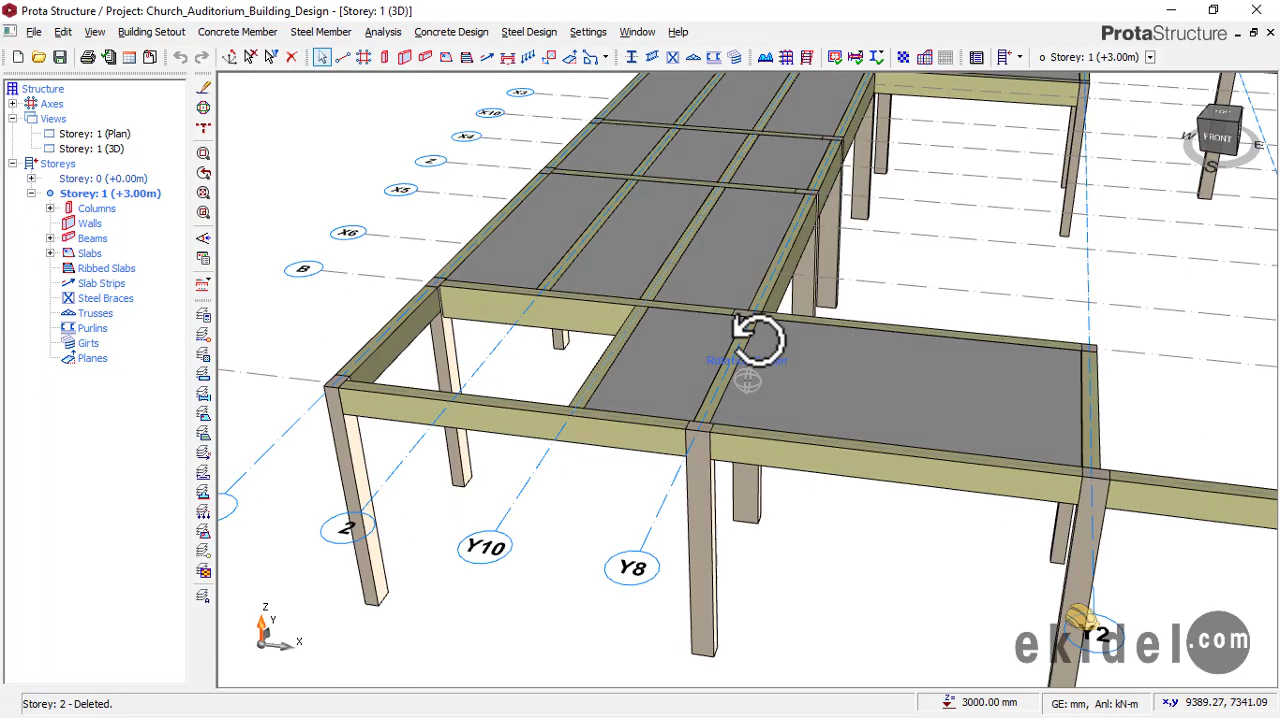 Prota Structure / Project: Church_Auditorium_Building_Design - [Storey: 1 (3D)]
File Edit View Building Setout Concrete Member Steel Member Analysis Concrete Design Steel Design Settings Window Help
ProtaStructure
Storey: 1 (+3.00m)
Structure
Axes
Views
Storey: 1 (Plan)
Storey: 1 (3D)
Storeys
Storey: 0 (+0.00m)
Storey: 1 (+3.00m)
Columns
Walls
Beams
Slabs
Ribbed Slabs
Slab Strips
Steel Braces
Trusses
Purlins
Girts
Planes
X3
X10
X4
Z
X5
X6
B
2
Y10
Y8
Y2
FRONT
W
E
S
Z
Y
X
ekidel.com
Storey: 2 - Deleted.
Z= 3000.00 mm
GE: mm, Anl: kN-m
x,y 9389.27, 7341.09